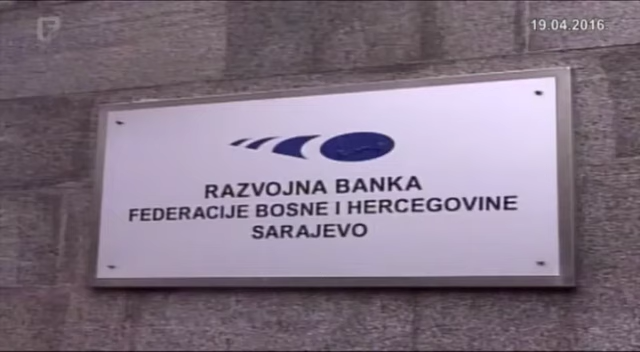 19.04.2016
RAZVOJNA BANKA
FEDERACIJE BOSNE I HERCEGOVINE
SARAJEVO